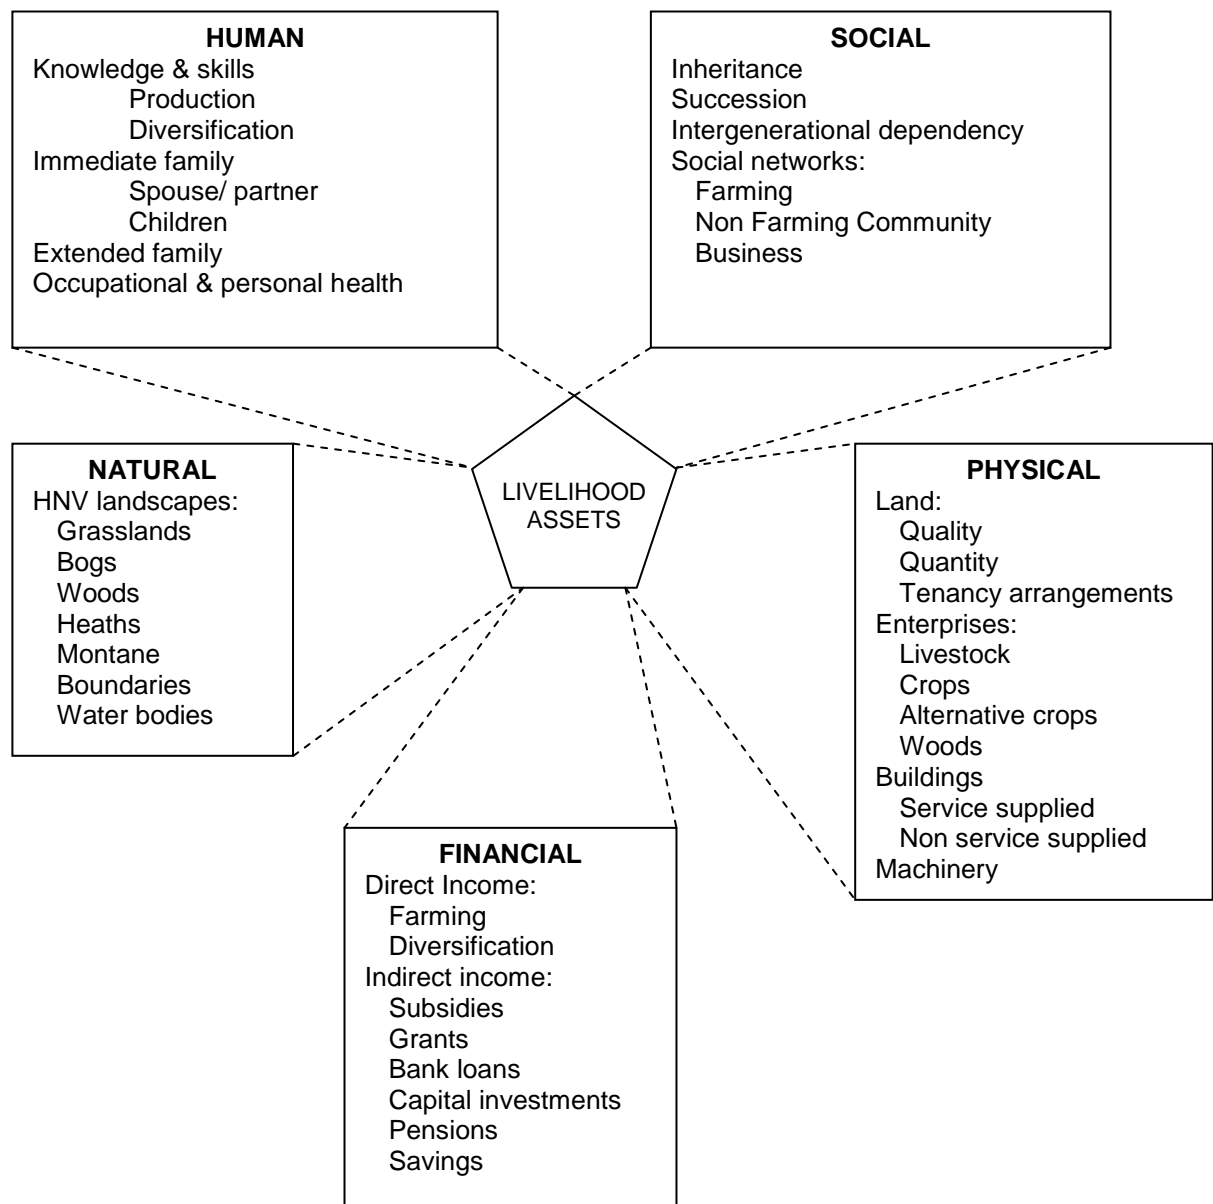 HUMAN
Knowledge & skills
Production
Diversification
Immediate family
Spouse/ partner
Children
Extended family
Occupational & personal health
SOCIAL
Inheritance
Succession
Intergenerational dependency
Social networks:
Farming
Non Farming Community
Business
LIVELIHOOD
ASSETS
NATURAL
HNV landscapes:
Grasslands
Bogs
Woods
Heaths
Montane
Boundaries
Water bodies
PHYSICAL
Land:
Quality
Quantity
Tenancy arrangements
Enterprises:
Livestock
Crops
Alternative crops
Woods
Buildings
Service supplied
Non service supplied
Machinery
FINANCIAL
Direct Income:
Farming
Diversification
Indirect income:
Subsidies
Grants
Bank loans
Capital investments
Pensions
Savings